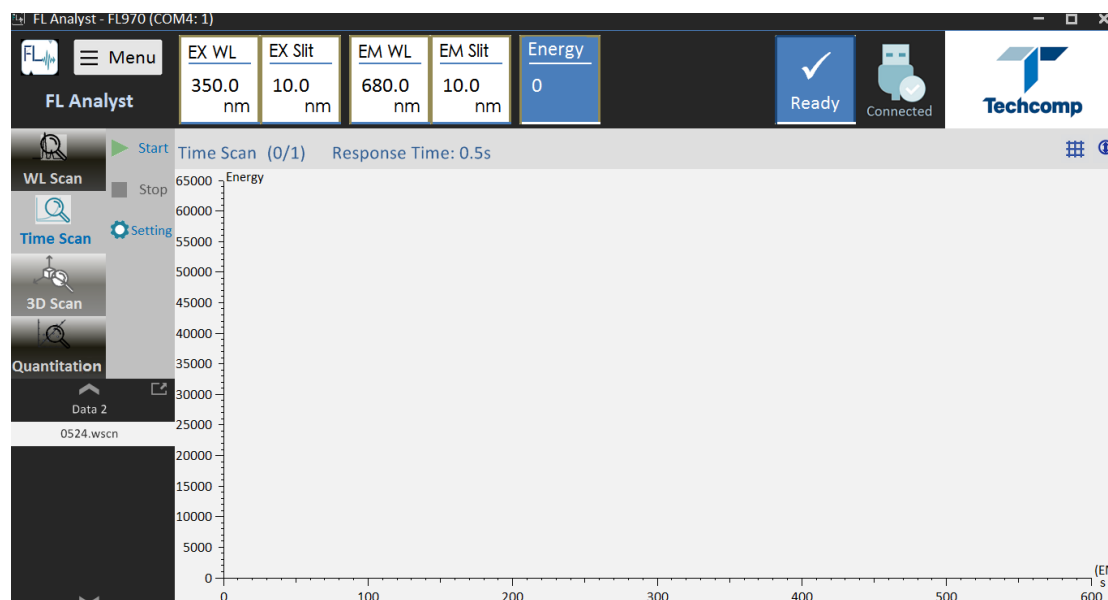 FL Analyst - FL970 (COM4: 1)
FL
Menu
FL Analyst
EX WL
350.0
nm
EX Slit
10.0
nm
EM WL
680.0
nm
EM Slit
10.0
nm
Energy
0
Ready
Connected
Techcomp
WL Scan
Time Scan
3D Scan
Quantitation
Start
Stop
Setting
Data 2
0524.wscn
Time Scan (0/1) Response Time: 0.5s
Energy
65000
60000
55000
50000
45000
40000
35000
30000
25000
20000
15000
10000
5000
0
0 100 200 300 400 500 600
s